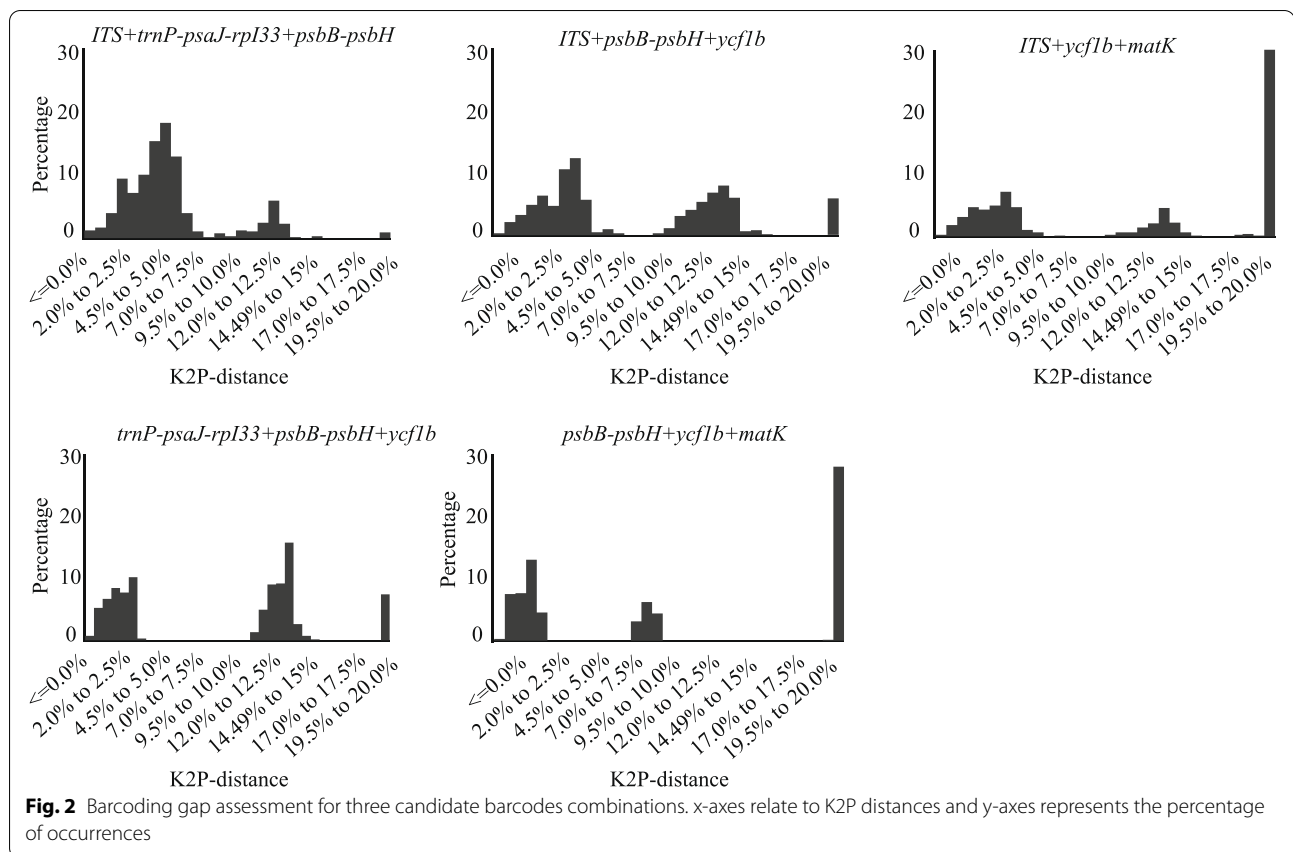 ITS+trnP-psaJ-rpI33+psbB-psbH
30
20
10
0
Percentage
<=0.0%
2.0% to 2.5%
4.5% to 5.0%
7.0% to 7.5%
9.5% to 10.0%
12.0% to 12.5%
14.49% to 15%
17.0% to 17.5%
19.5% to 20.0%
K2P-distance
ITS+psbB-psbH+ycf1b
30
20
10
0
<=0.0%
2.0% to 2.5%
4.5% to 5.0%
7.0% to 7.5%
9.5% to 10.0%
12.0% to 12.5%
14.49% to 15%
17.0% to 17.5%
19.5% to 20.0%
K2P-distance
ITS+ycf1b+matK
30
20
10
0
<=0.0%
2.0% to 2.5%
4.5% to 5.0%
7.0% to 7.5%
9.5% to 10.0%
12.0% to 12.5%
14.49% to 15%
17.0% to 17.5%
19.5% to 20.0%
K2P-distance
trnP-psaJ-rpI33+psbB-psbH+ycf1b
30
20
10
0
Percentage
<=0.0%
2.0% to 2.5%
4.5% to 5.0%
7.0% to 7.5%
9.5% to 10.0%
12.0% to 12.5%
14.49% to 15%
17.0% to 17.5%
19.5% to 20.0%
K2P-distance
psbB-psbH+ycf1b+matK
30
20
10
0
Percentage
<=0.0%
2.0% to 2.5%
4.5% to 5.0%
7.0% to 7.5%
9.5% to 10.0%
12.0% to 12.5%
14.49% to 15%
17.0% to 17.5%
19.5% to 20.0%
K2P-distance
Fig. 2 Barcoding gap assessment for three candidate barcodes combinations. x-axes relate to K2P distances and y-axes represents the percentage
of occurrences